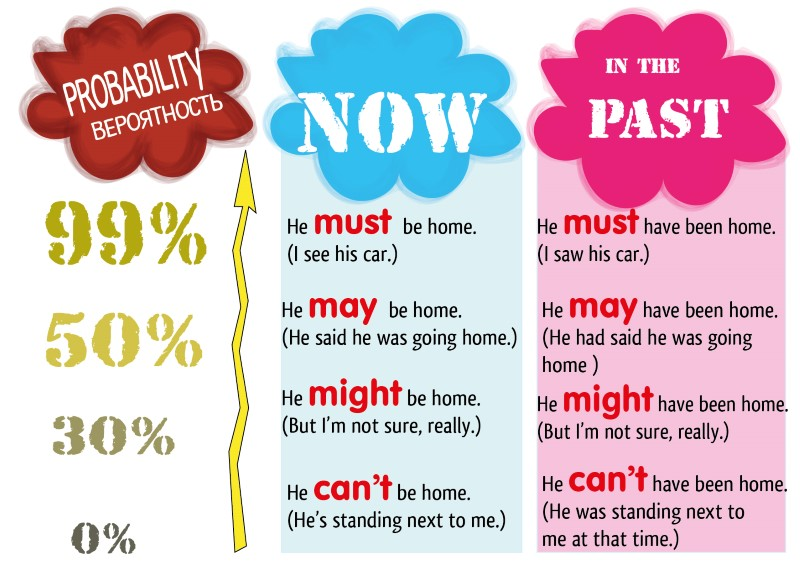 PROBABILITY
ВЕРОЯТНОСТЬ
NOW
IN THE
PAST
99%
He must be home.
(I see his car.)
He must have been home.
(I saw his car.)
50%
He may be home.
(He said he was going home.)
He may have been home.
(He had said he was going
home )
30%
He might be home.
(But I'm not sure, really.)
He might have been home.
(But I'm not sure, really.)
0%
He can't be home.
(He's standing next to me.)
He can't have been home.
(He was standing next to
me at that time.)